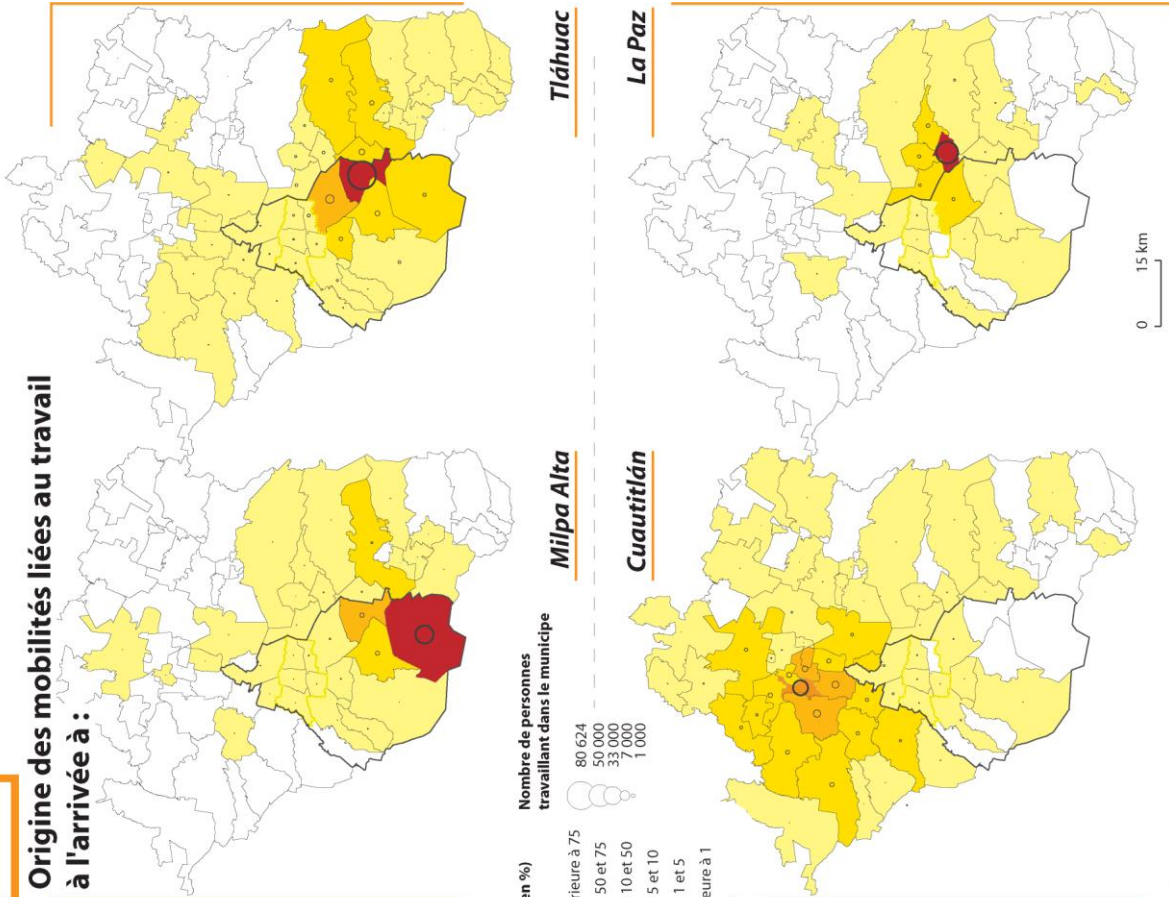 Origine des mobilités liées au travail
à l'arrivée à :
Milpa Alta
Tláhuac
en %)
rieure à 75
50 et 75
10 et 50
5 et 10
1 et 5
eure à 1
Nombre de personnes
travaillant dans le municipe
80 624
50 000
33 000
7 000
1 000
Cuautitlán
La Paz
0
15 km